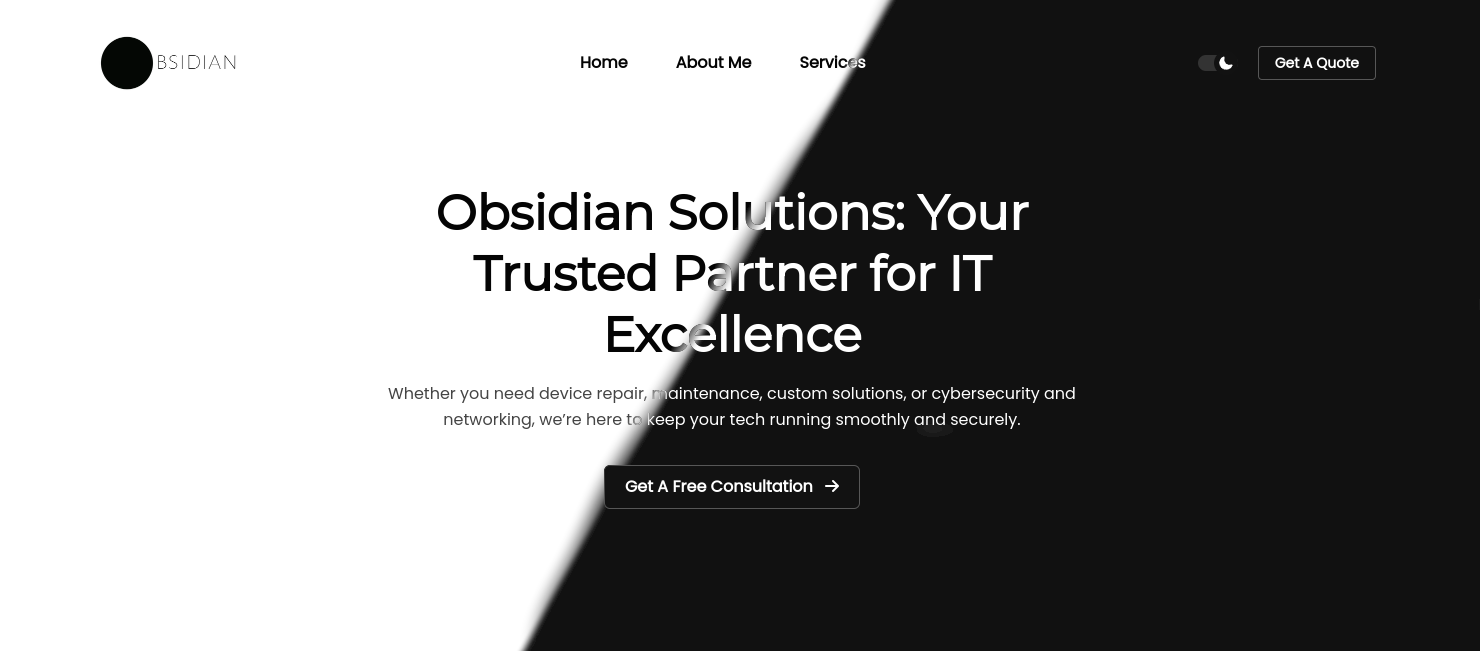 BSIDIAN
Home
About Me
Services
Get A Quote
Obsidian Solutions: Your
Trusted Partner for IT
Excellence
Whether you need device repair, maintenance, custom solutions, or cybersecurity and
networking, we’re here to keep your tech running smoothly and securely.
Get A Free Consultation